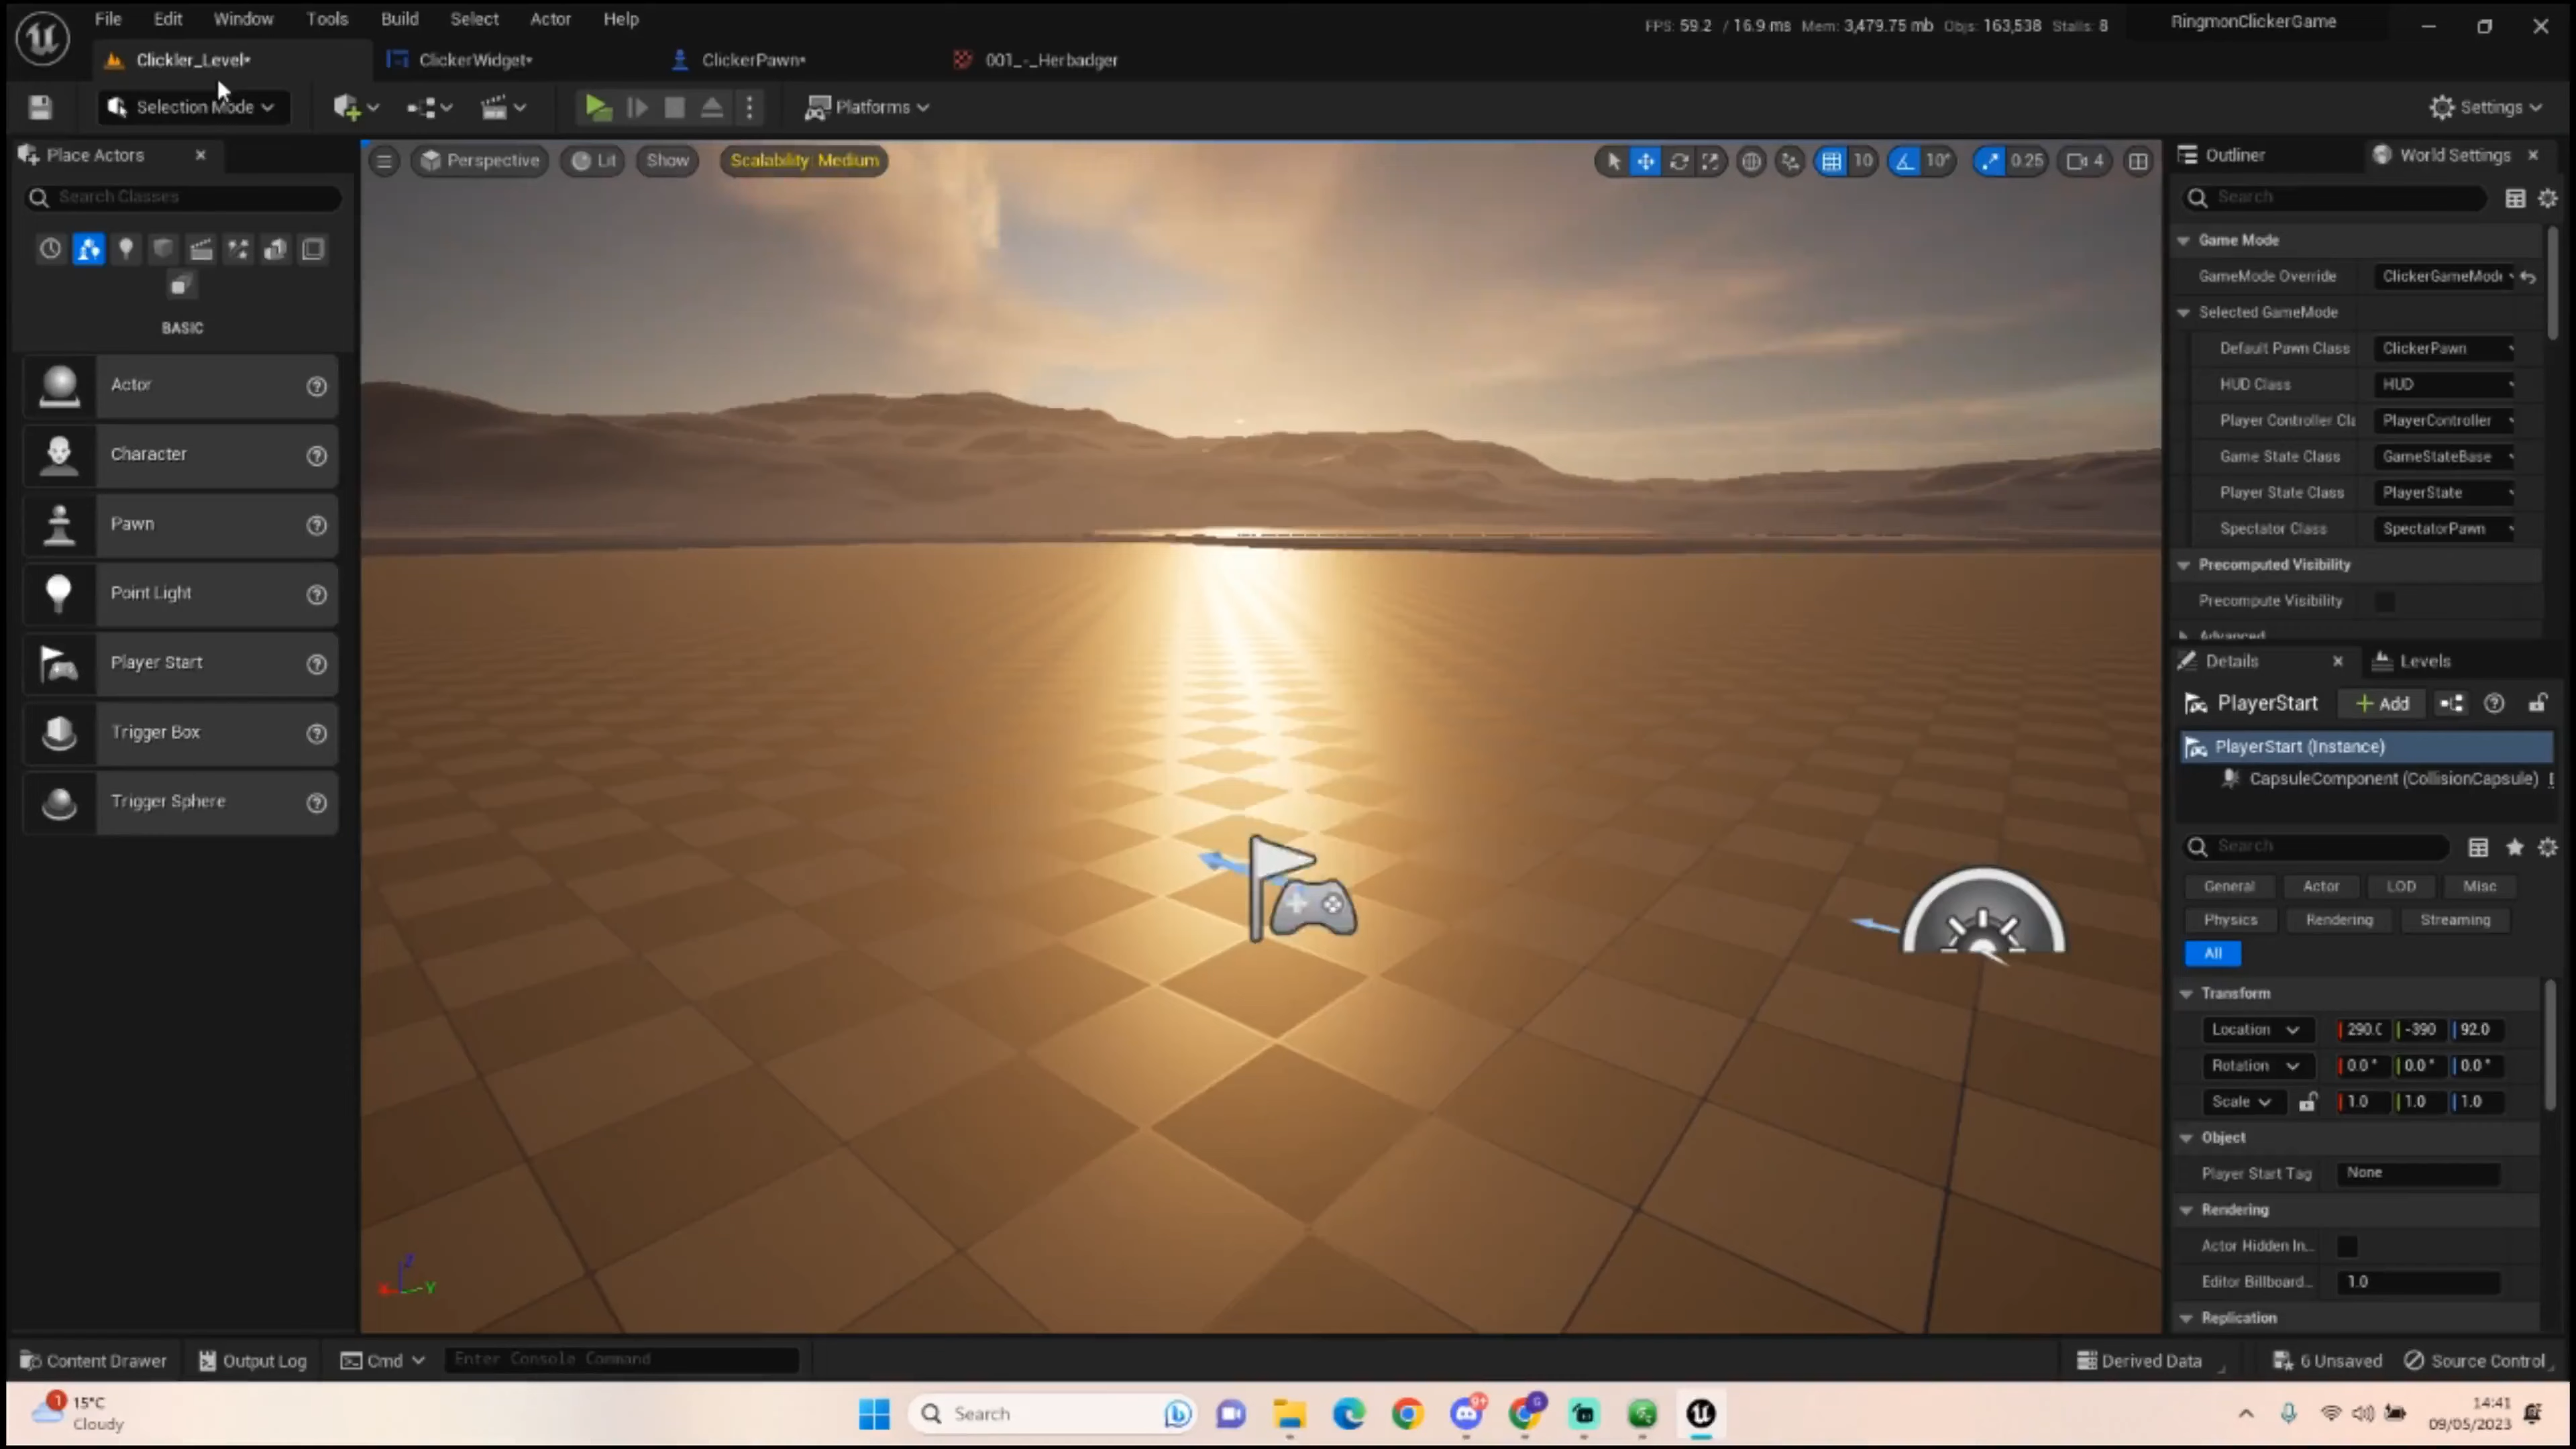 File Edit Window Tools Build Select Actor Help
FPS: 59.2 / 16.9 ms Mem: 3,479.75 mb Objs: 163,538 Stalls: 8
RingmonClickerGame
Clickler_Level*
ClickerWidget*
ClickerPawn*
001_-_Herbadger
Selection Mode
Platforms
Settings
Place Actors
Search Classes
BASIC
Actor
Character
Pawn
Point Light
Player Start
Trigger Box
Trigger Sphere
Perspective
Lit
Show
Scalability: Medium
10
10°
0.25
4
Outliner
World Settings
Search
Game Mode
GameMode Override ClickerGameMode
Selected GameMode
Default Pawn Class ClickerPawn
HUD Class HUD
Player Controller Cla PlayerController
Game State Class GameStateBase
Player State Class PlayerState
Spectator Class SpectatorPawn
Precomputed Visibility
Precompute Visibility
Advanced
Details
Levels
PlayerStart
Add
PlayerStart (Instance)
CapsuleComponent (CollisionCapsule)
Search
General Actor LOD Misc
Physics Rendering Streaming
All
Transform
Location 290.0 -390 92.0
Rotation 0.0° 0.0° 0.0°
Scale 1.0 1.0 1.0
Object
Player Start Tag None
Rendering
Actor Hidden In...
Editor Billboard... 1.0
Replication
Z
X
Y
Content Drawer
Output Log
Cmd
Enter Console Command
Derived Data
6 Unsaved
Source Control
1
15°C
Cloudy
Search
9+
G
14:41
09/05/2023